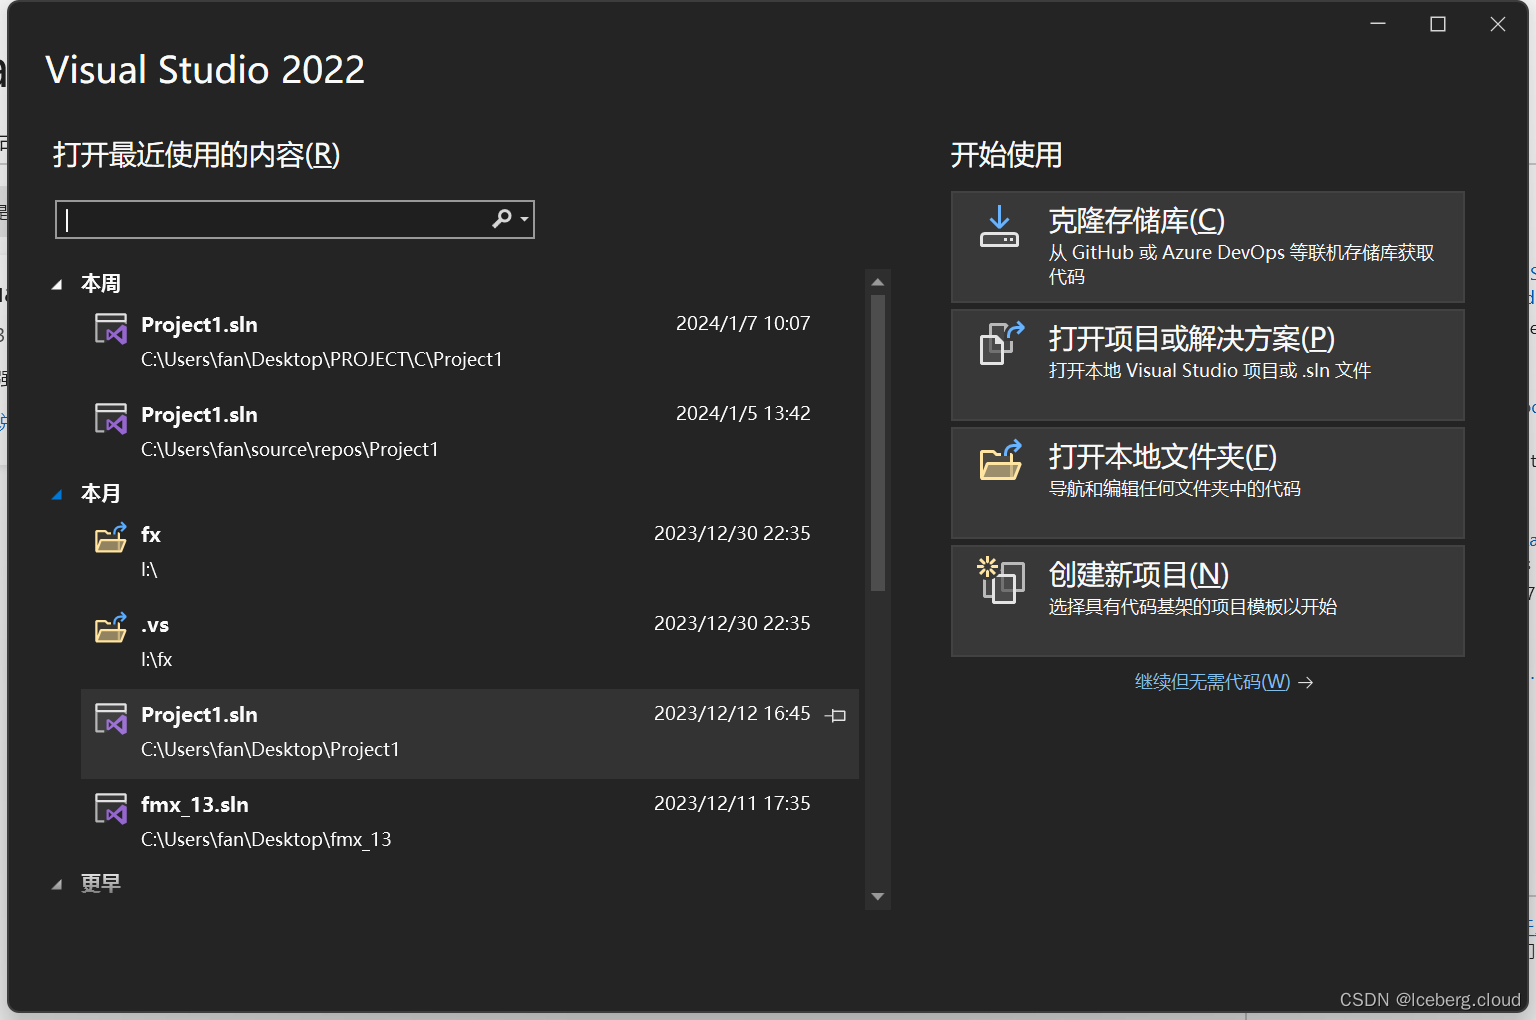 Visual Studio 2022
打开最近使用的内容(R)
本周
Project1.sln
2024/1/7 10:07
C:\Users\fan\Desktop\PROJECT\C\Project1
Project1.sln
2024/1/5 13:42
C:\Users\fan\source\repos\Project1
本月
fx
2023/12/30 22:35
I:\
.vs
2023/12/30 22:35
I:\fx
Project1.sln
2023/12/12 16:45
C:\Users\fan\Desktop\Project1
fmx_13.sln
2023/12/11 17:35
C:\Users\fan\Desktop\fmx_13
更早
开始使用
克隆存储库(C)
从 GitHub 或 Azure DevOps 等联机存储库获取
代码
打开项目或解决方案(P)
打开本地 Visual Studio 项目或 .sln 文件
打开本地文件夹(F)
导航和编辑任何文件夹中的代码
创建新项目(N)
选择具有代码基架的项目模板以开始
继续但无需代码(W) →
CSDN @Iceberg.cloud